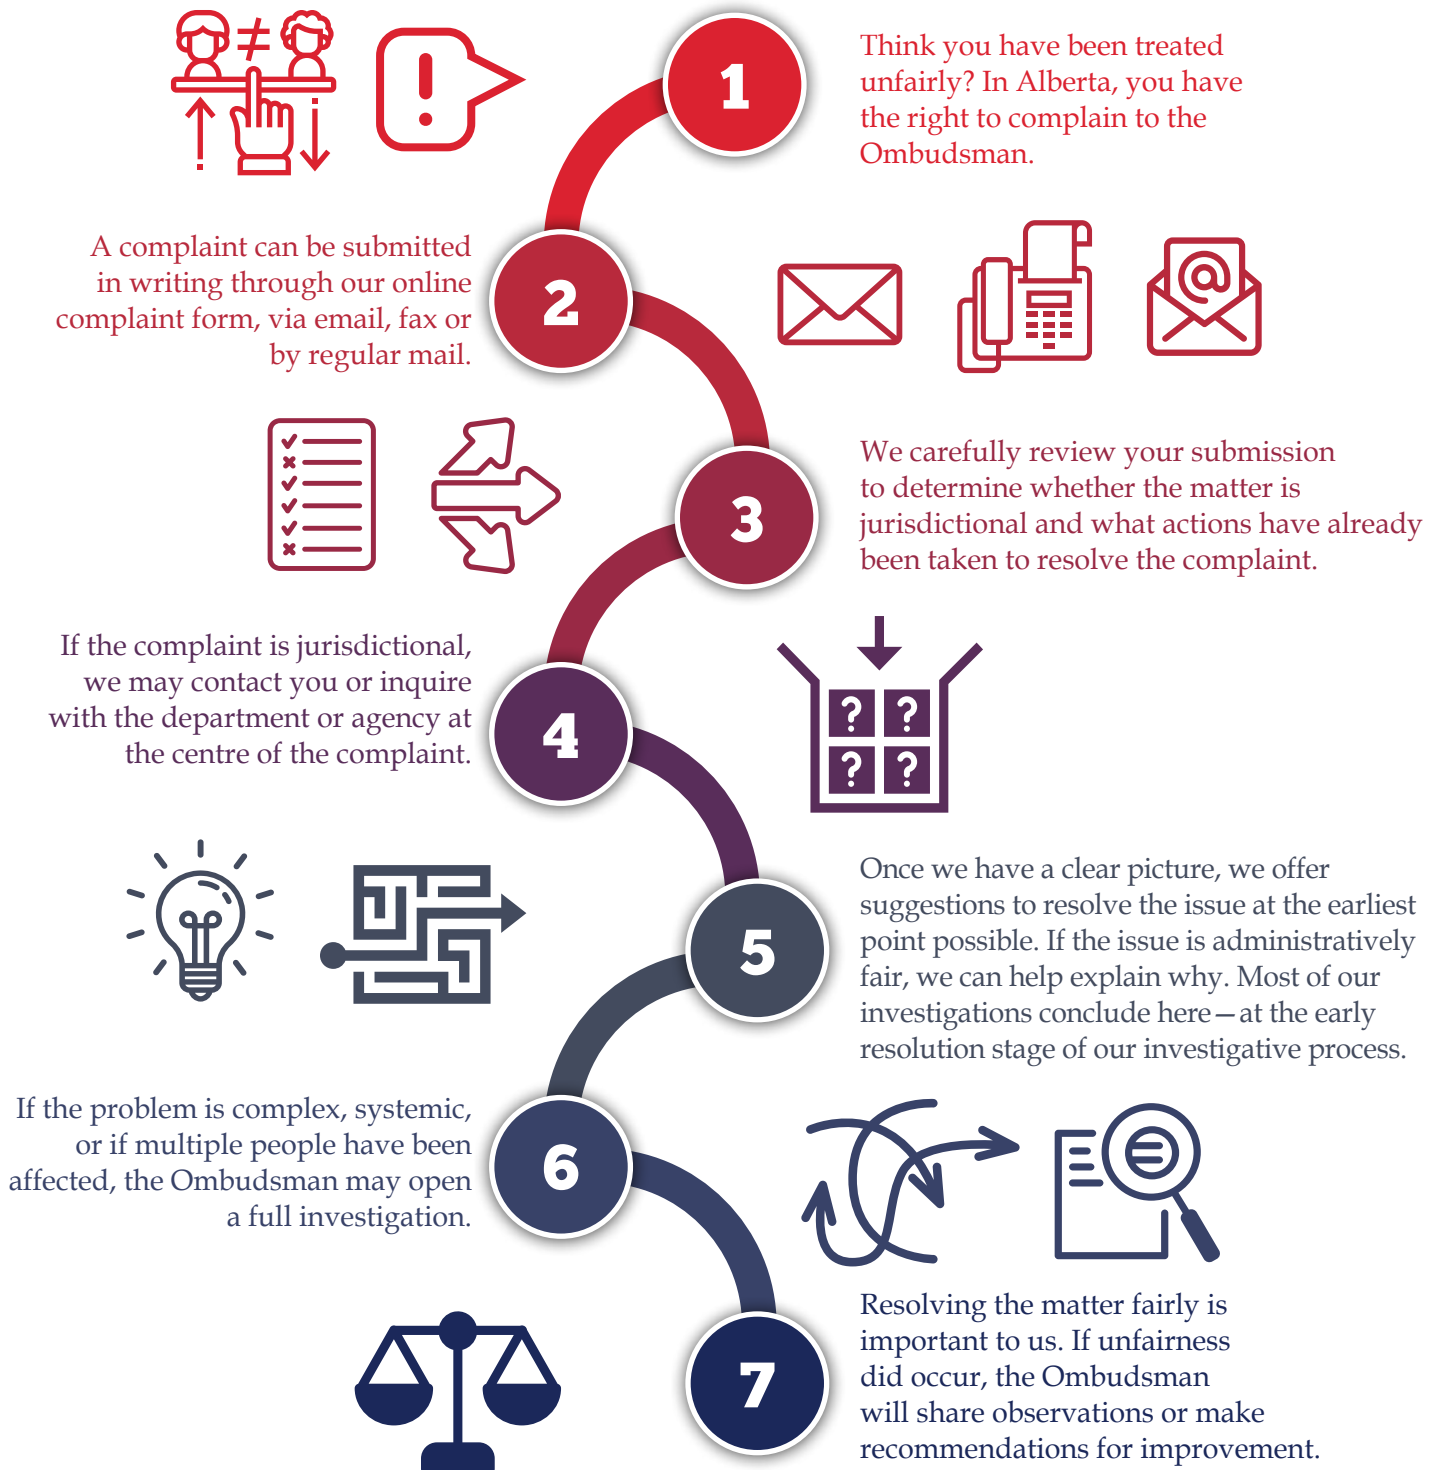 1
Think you have been treated
unfairly? In Alberta, you have
the right to complain to the
Ombudsman.
A complaint can be submitted
in writing through our online
complaint form, via email, fax or
by regular mail.
2
3
We carefully review your submission
to determine whether the matter is
jurisdictional and what actions have already
been taken to resolve the complaint.
If the complaint is jurisdictional,
we may contact you or inquire
with the department or agency at
the centre of the complaint.
4
? ?
? ?
5
Once we have a clear picture, we offer
suggestions to resolve the issue at the earliest
point possible. If the issue is administratively
fair, we can help explain why. Most of our
investigations conclude here—at the early
resolution stage of our investigative process.
If the problem is complex, systemic,
or if multiple people have been
affected, the Ombudsman may open
a full investigation.
6
7
Resolving the matter fairly is
important to us. If unfairness
did occur, the Ombudsman
will share observations or make
recommendations for improvement.